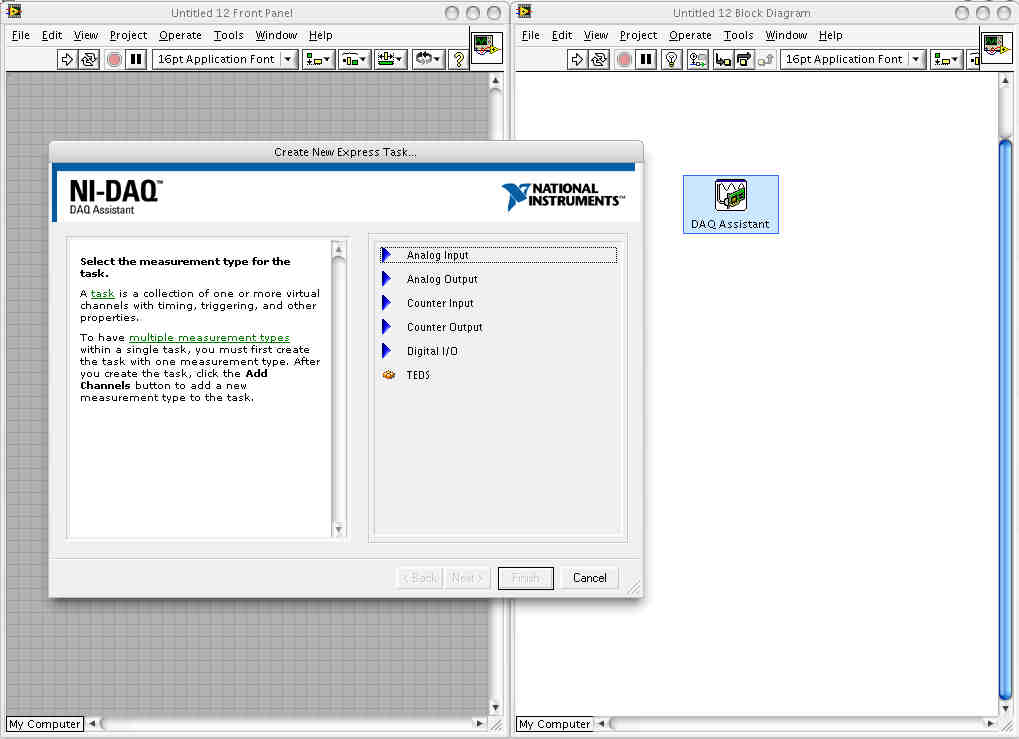 Untitled 12 Front Panel
File Edit View Project Operate Tools Window Help
16pt Application Font
Untitled 12 Block Diagram
File Edit View Project Operate Tools Window Help
16pt Application Font
Create New Express Task...
NI-DAQ™
DAQ Assistant
NATIONAL
INSTRUMENTS™
Select the measurement type for the
task.
A task is a collection of one or more virtual
channels with timing, triggering, and other
properties.
To have multiple measurement types
within a single task, you must first create
the task with one measurement type. After
you create the task, click the Add
Channels button to add a new
measurement type to the task.
Analog Input
Analog Output
Counter Input
Counter Output
Digital I/O
TEDS
< Back Next > Finish Cancel
DAQ Assistant
My Computer
My Computer